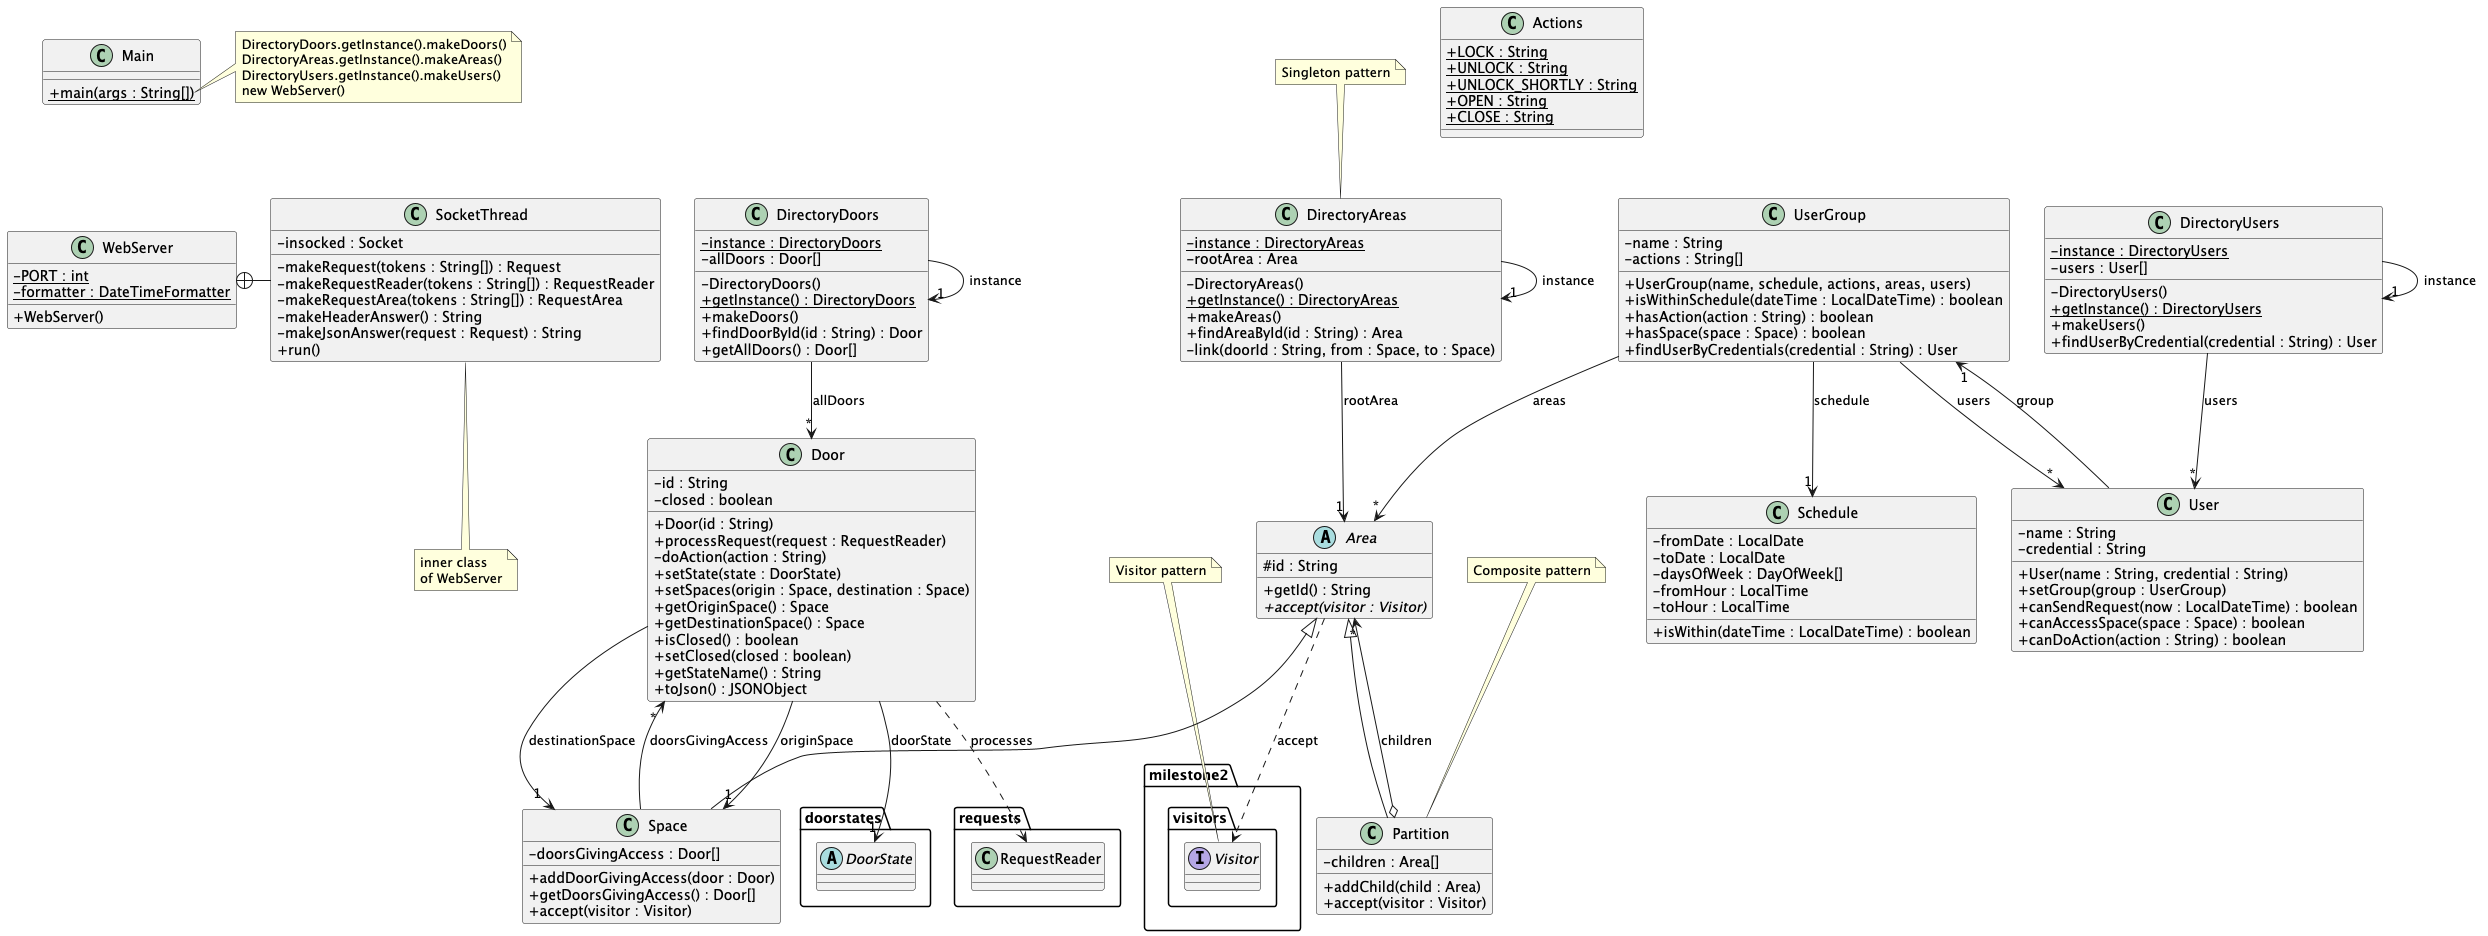 C Main
+main(args : String[])
DirectoryDoors.getInstance().makeDoors()
DirectoryAreas.getInstance().makeAreas()
DirectoryUsers.getInstance().makeUsers()
new WebServer()
Singleton pattern
C Actions
+LOCK : String
+UNLOCK : String
+UNLOCK_SHORTLY : String
+OPEN : String
+CLOSE : String
C WebServer
-PORT : int
-formatter : DateTimeFormatter
+WebServer()
C SocketThread
-insocked : Socket
-makeRequest(tokens : String[]) : Request
-makeRequestReader(tokens : String[]) : RequestReader
-makeRequestArea(tokens : String[]) : RequestArea
-makeHeaderAnswer() : String
-makeJsonAnswer(request : Request) : String
+run()
C DirectoryDoors
-instance : DirectoryDoors
-allDoors : Door[]
-DirectoryDoors()
+getInstance() : DirectoryDoors
+makeDoors()
+findDoorById(id : String) : Door
+getAllDoors() : Door[]
instance
1
C DirectoryAreas
-instance : DirectoryAreas
-rootArea : Area
-DirectoryAreas()
+getInstance() : DirectoryAreas
+makeAreas()
+findAreaById(id : String) : Area
-link(doorId : String, from : Space, to : Space)
instance
1
C UserGroup
-name : String
-actions : String[]
+UserGroup(name, schedule, actions, areas, users)
+isWithinSchedule(dateTime : LocalDateTime) : boolean
+hasAction(action : String) : boolean
+hasSpace(space : Space) : boolean
+findUserByCredentials(credential : String) : User
C DirectoryUsers
-instance : DirectoryUsers
-users : User[]
-DirectoryUsers()
+getInstance() : DirectoryUsers
+makeUsers()
+findUserByCredential(credential : String) : User
instance
1
allDoors
*
rootArea
1
areas
*
schedule
1
users
*
group
1
users
*
inner class
of WebServer
C Door
-id : String
-closed : boolean
+Door(id : String)
+processRequest(request : RequestReader)
-doAction(action : String)
+setState(state : DoorState)
+setSpaces(origin : Space, destination : Space)
+getOriginSpace() : Space
+getDestinationSpace() : Space
+isClosed() : boolean
+setClosed(closed : boolean)
+getStateName() : String
+toJson() : JSONObject
Visitor pattern
A Area
#id : String
+getId() : String
+accept(visitor : Visitor)
Composite pattern
C Schedule
-fromDate : LocalDate
-toDate : LocalDate
-daysOfWeek : DayOfWeek[]
-fromHour : LocalTime
-toHour : LocalTime
+isWithin(dateTime : LocalDateTime) : boolean
C User
-name : String
-credential : String
+User(name : String, credential : String)
+setGroup(group : UserGroup)
+canSendRequest(now : LocalDateTime) : boolean
+canAccessSpace(space : Space) : boolean
+canDoAction(action : String) : boolean
destinationSpace
1
doorsGivingAccess
*
originSpace
1
doorState
1
processes
accept
children
*
C Space
-doorsGivingAccess : Door[]
+addDoorGivingAccess(door : Door)
+getDoorsGivingAccess() : Door[]
+accept(visitor : Visitor)
doorstates
A DoorState
requests
C RequestReader
milestone2
visitors
I Visitor
C Partition
-children : Area[]
+addChild(child : Area)
+accept(visitor : Visitor)